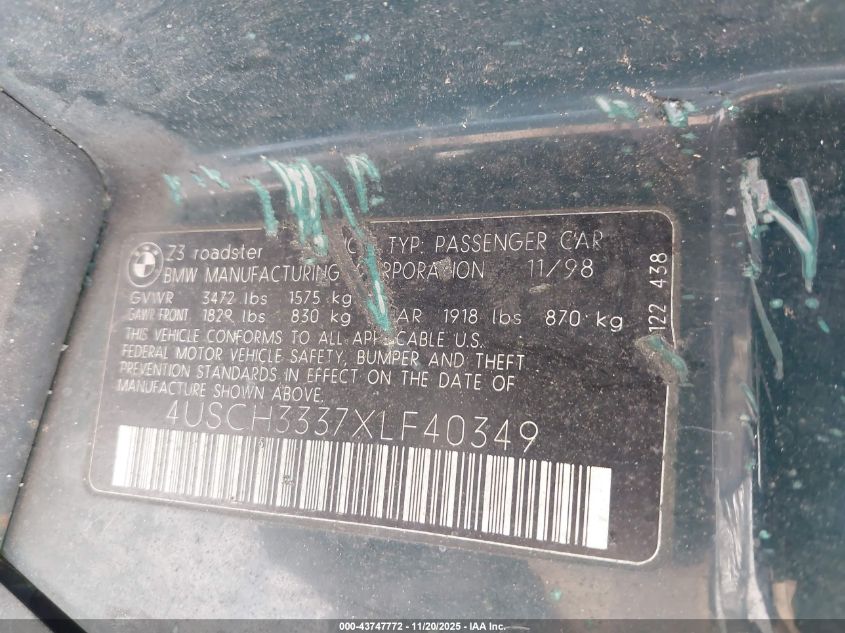 BMW
Z3 roadster TYP: PASSENGER CAR
BMW MANUFACTURING CORPORATION 11/98
GVWR 3472 lbs 1575 kg
GAWR FRONT 1829 lbs 830 kg 1918 lbs 870 kg
THIS VEHICLE CONFORMS TO ALL APPLICABLE U.S.
FEDERAL MOTOR VEHICLE SAFETY, BUMPER AND THEFT
PREVENTION STANDARDS IN EFFECT ON THE DATE OF
MANUFACTURE SHOWN ABOVE.
4USCH3337XLF40349
122 438
000-43747772 - 11/20/2025 - IAA Inc.